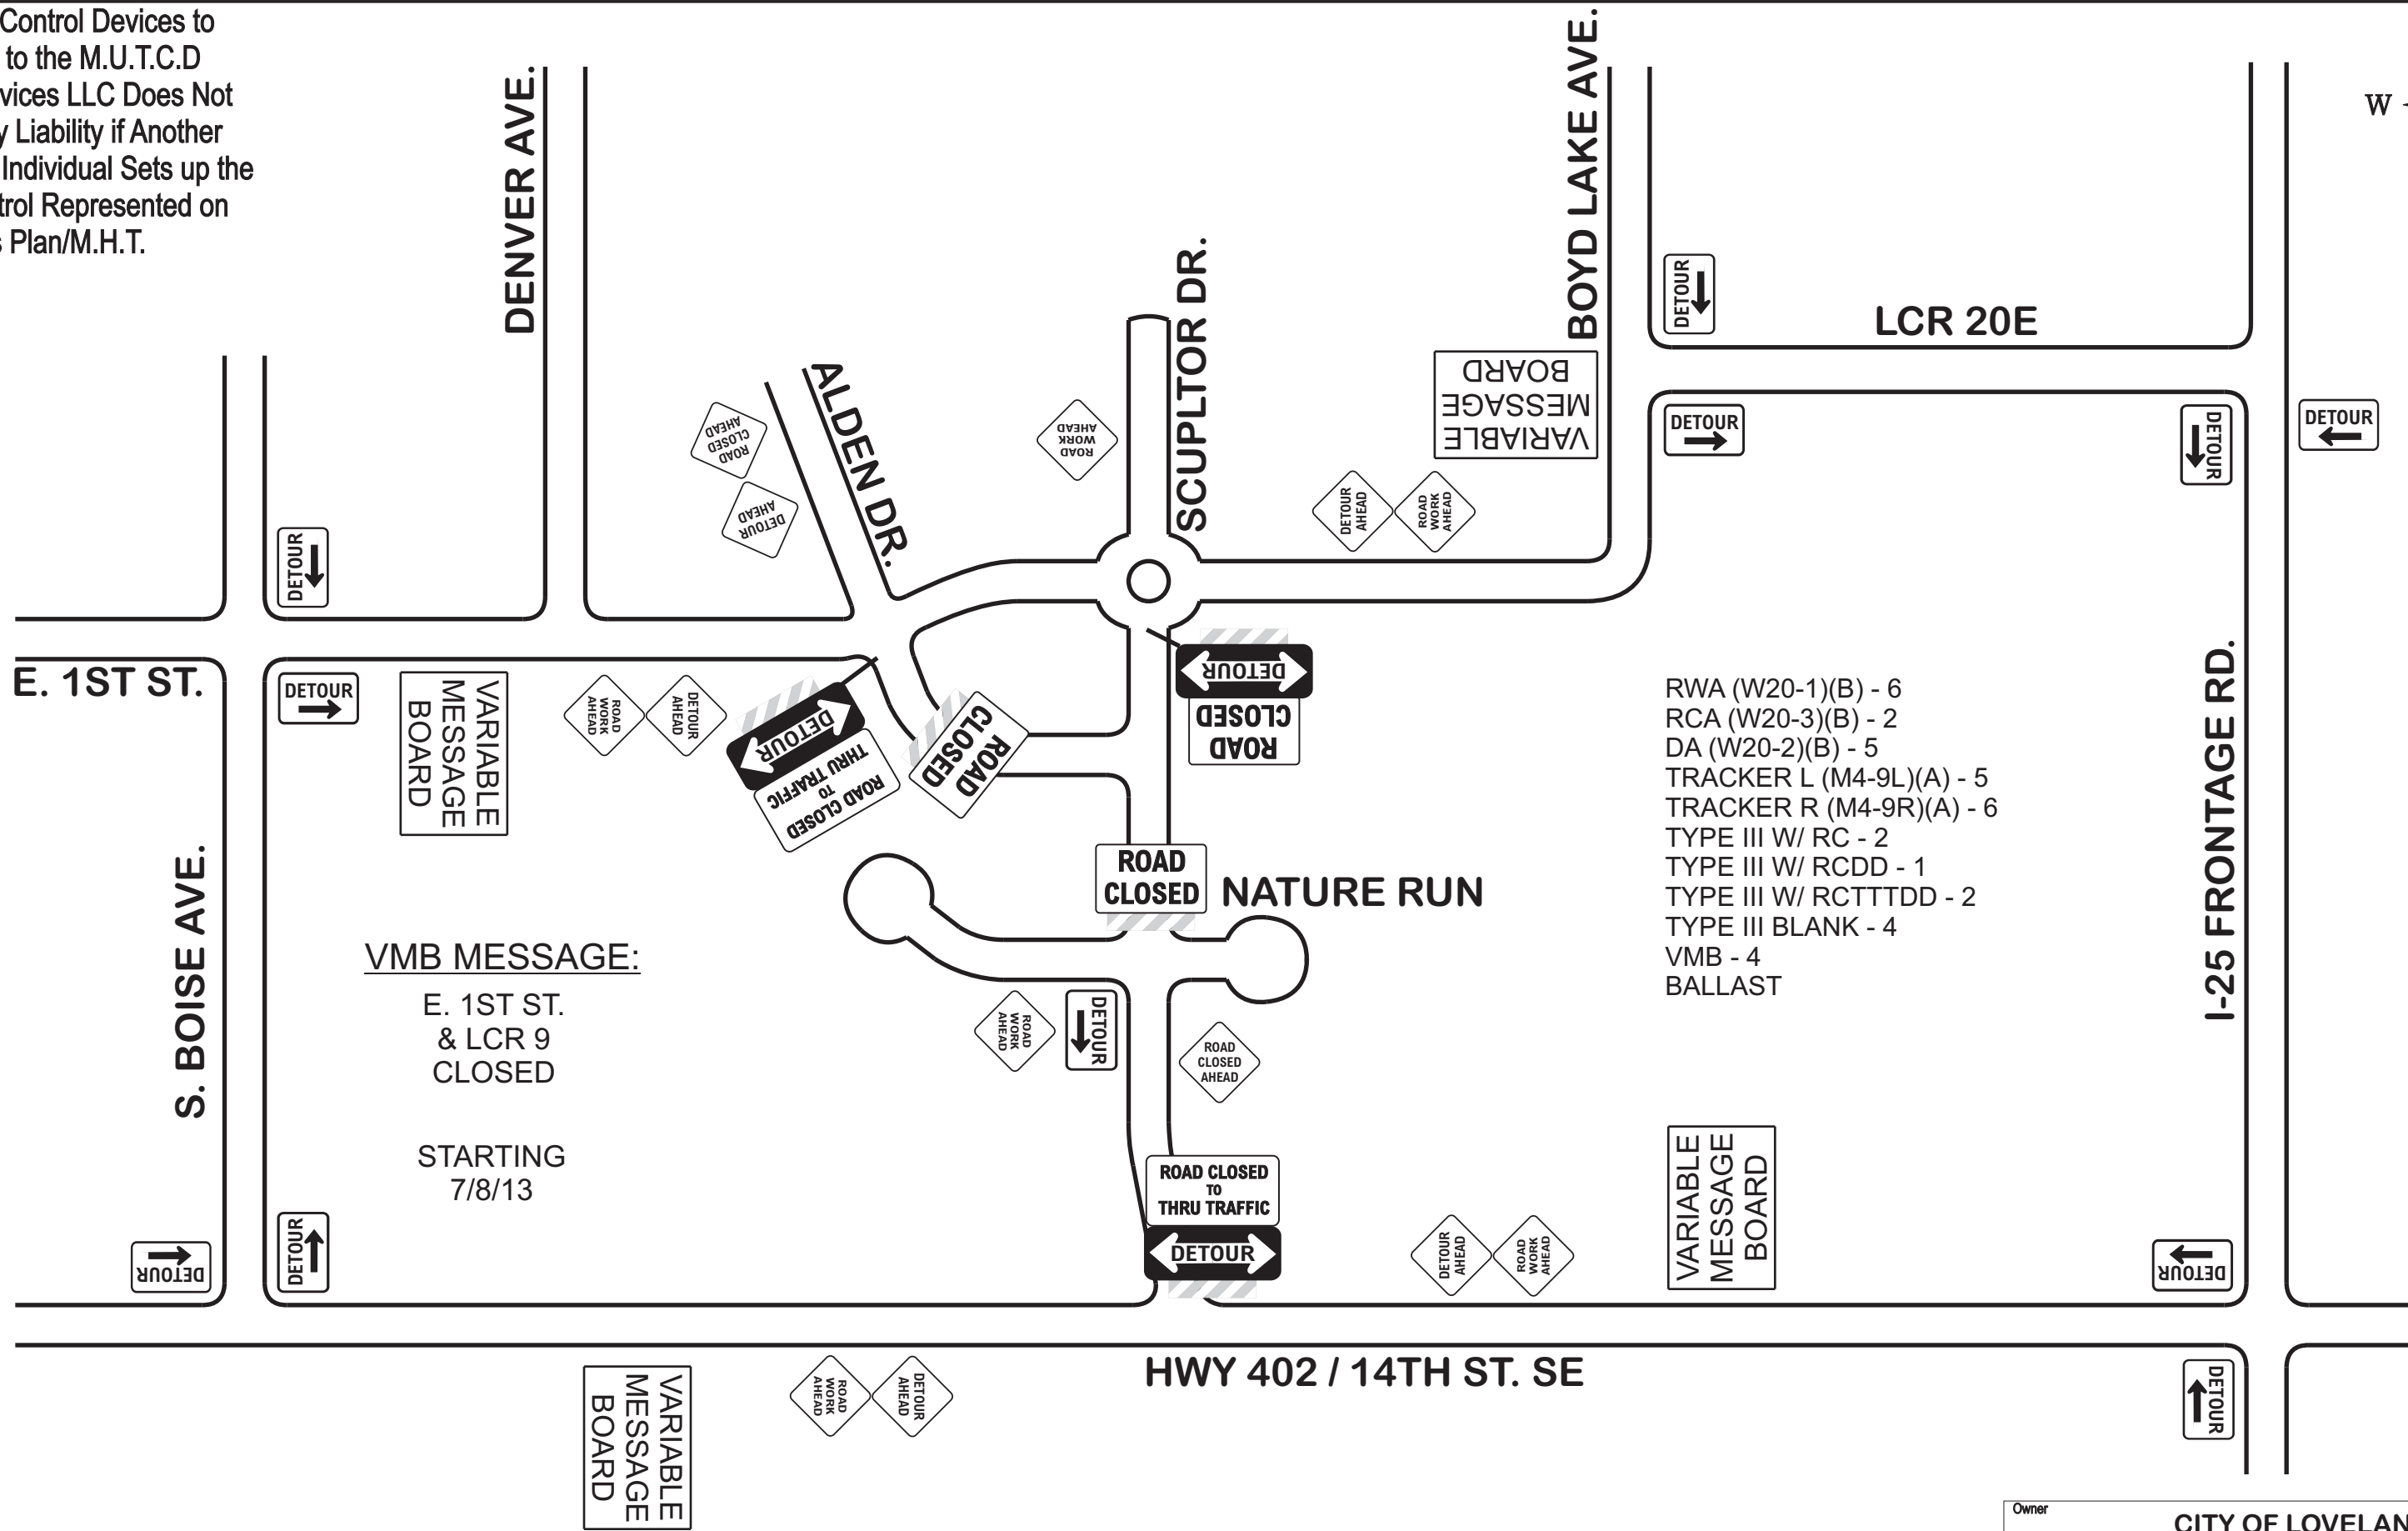 Control Devices to
to the M.U.T.C.D
vices LLC Does Not
y Liability if Another
Individual Sets up the
trol Represented on
s Plan/M.H.T.
DENVER AVE.
BOYD LAKE AVE.
W
SCUPLTOR DR.
ALDEN DR.
DETOUR
LCR 20E
VARIABLE
MESSAGE
BOARD
DETOUR
DETOUR
DETOUR
ROAD
CLOSED
AHEAD
DETOUR
AHEAD
ROAD
WORK
AHEAD
DETOUR
AHEAD
ROAD
WORK
AHEAD
DETOUR
E. 1ST ST.
DETOUR
VARIABLE
MESSAGE
BOARD
ROAD
WORK
AHEAD
DETOUR
AHEAD
DETOUR
ROAD CLOSED
TO
THRU TRAFFIC
ROAD
CLOSED
DETOUR
ROAD
CLOSED
RWA (W20-1)(B) - 6
RCA (W20-3)(B) - 2
DA (W20-2)(B) - 5
TRACKER L (M4-9L)(A) - 5
TRACKER R (M4-9R)(A) - 6
TYPE III W/ RC - 2
TYPE III W/ RCDD - 1
TYPE III W/ RCTTTDD - 2
TYPE III BLANK - 4
VMB - 4
BALLAST
I-25 FRONTAGE RD.
S. BOISE AVE.
ROAD
CLOSED
NATURE RUN
VMB MESSAGE:
E. 1ST ST.
& LCR 9
CLOSED
STARTING
7/8/13
ROAD
WORK
AHEAD
DETOUR
ROAD
CLOSED
AHEAD
ROAD CLOSED
TO
THRU TRAFFIC
DETOUR
DETOUR
AHEAD
ROAD
WORK
AHEAD
VARIABLE
MESSAGE
BOARD
DETOUR
DETOUR
DETOUR
HWY 402 / 14TH ST. SE
VARIABLE
MESSAGE
BOARD
ROAD
WORK
AHEAD
DETOUR
AHEAD
DETOUR
Owner
CITY OF LOVELAN